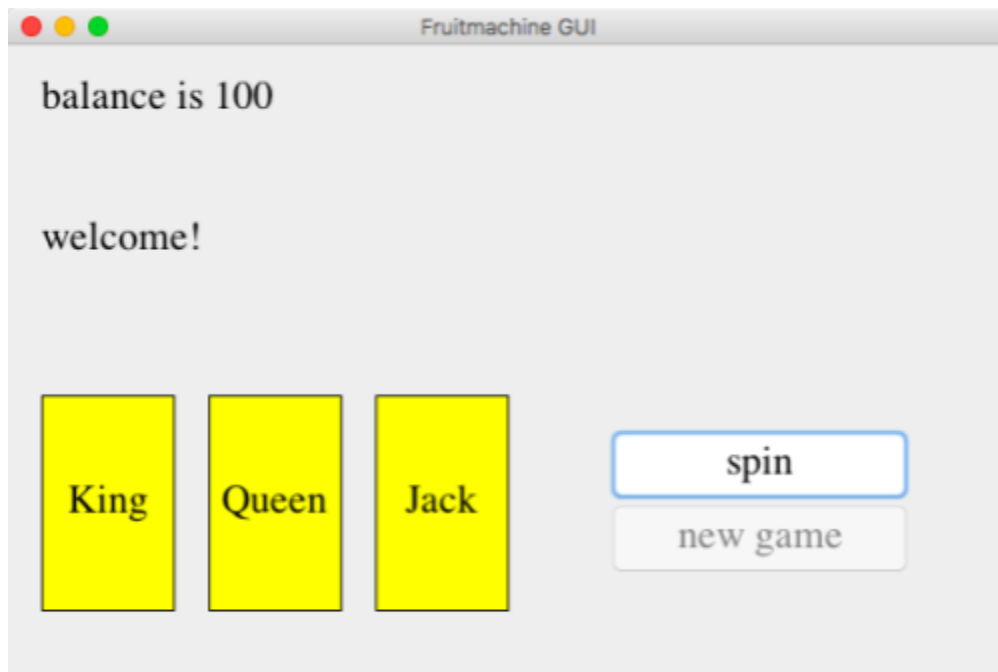 Fruitmachine GUI
balance is 100
welcome!
King Queen Jack
spin
new game